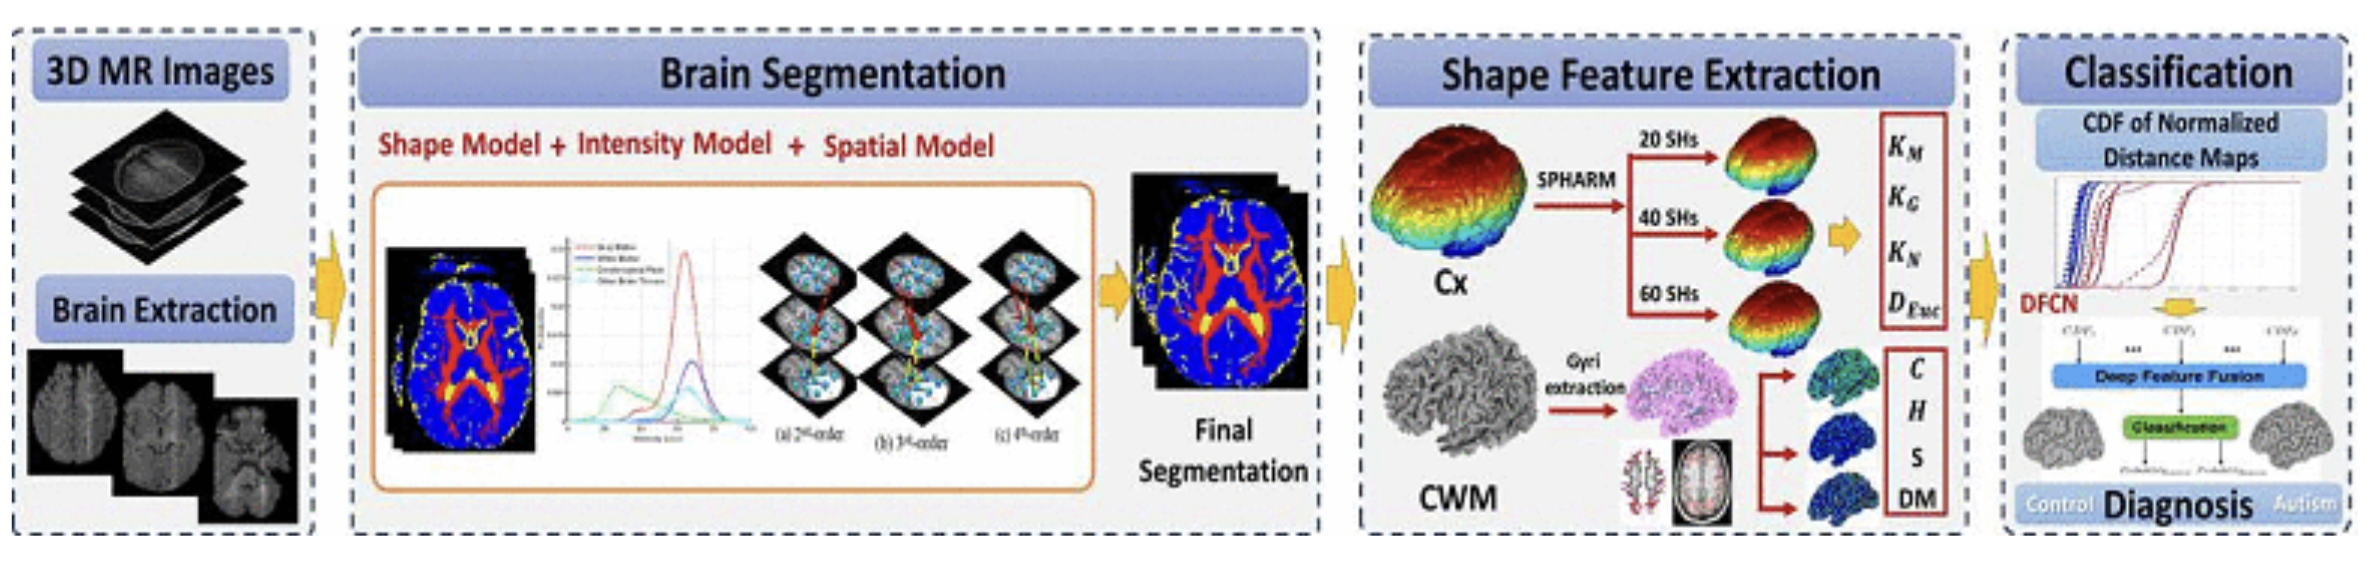 3D MR Images
Brain Extraction
Brain Segmentation
Shape Model + Intensity Model + Spatial Model
(a) 2nd-order
(b) 3rd-order
(c) 4th-order
Final
Segmentation
Shape Feature Extraction
Cx
SPHARM
20 SHs
40 SHs
60 SHs
K_M
K_G
K_N
D_Euc
CWM
Gyri
extraction
C
H
S
DM
Classification
CDF of Normalized
Distance Maps
DFCN
CDF₁
...
...
Deep Feature Fusion
Classification
Control Diagnosis Autism